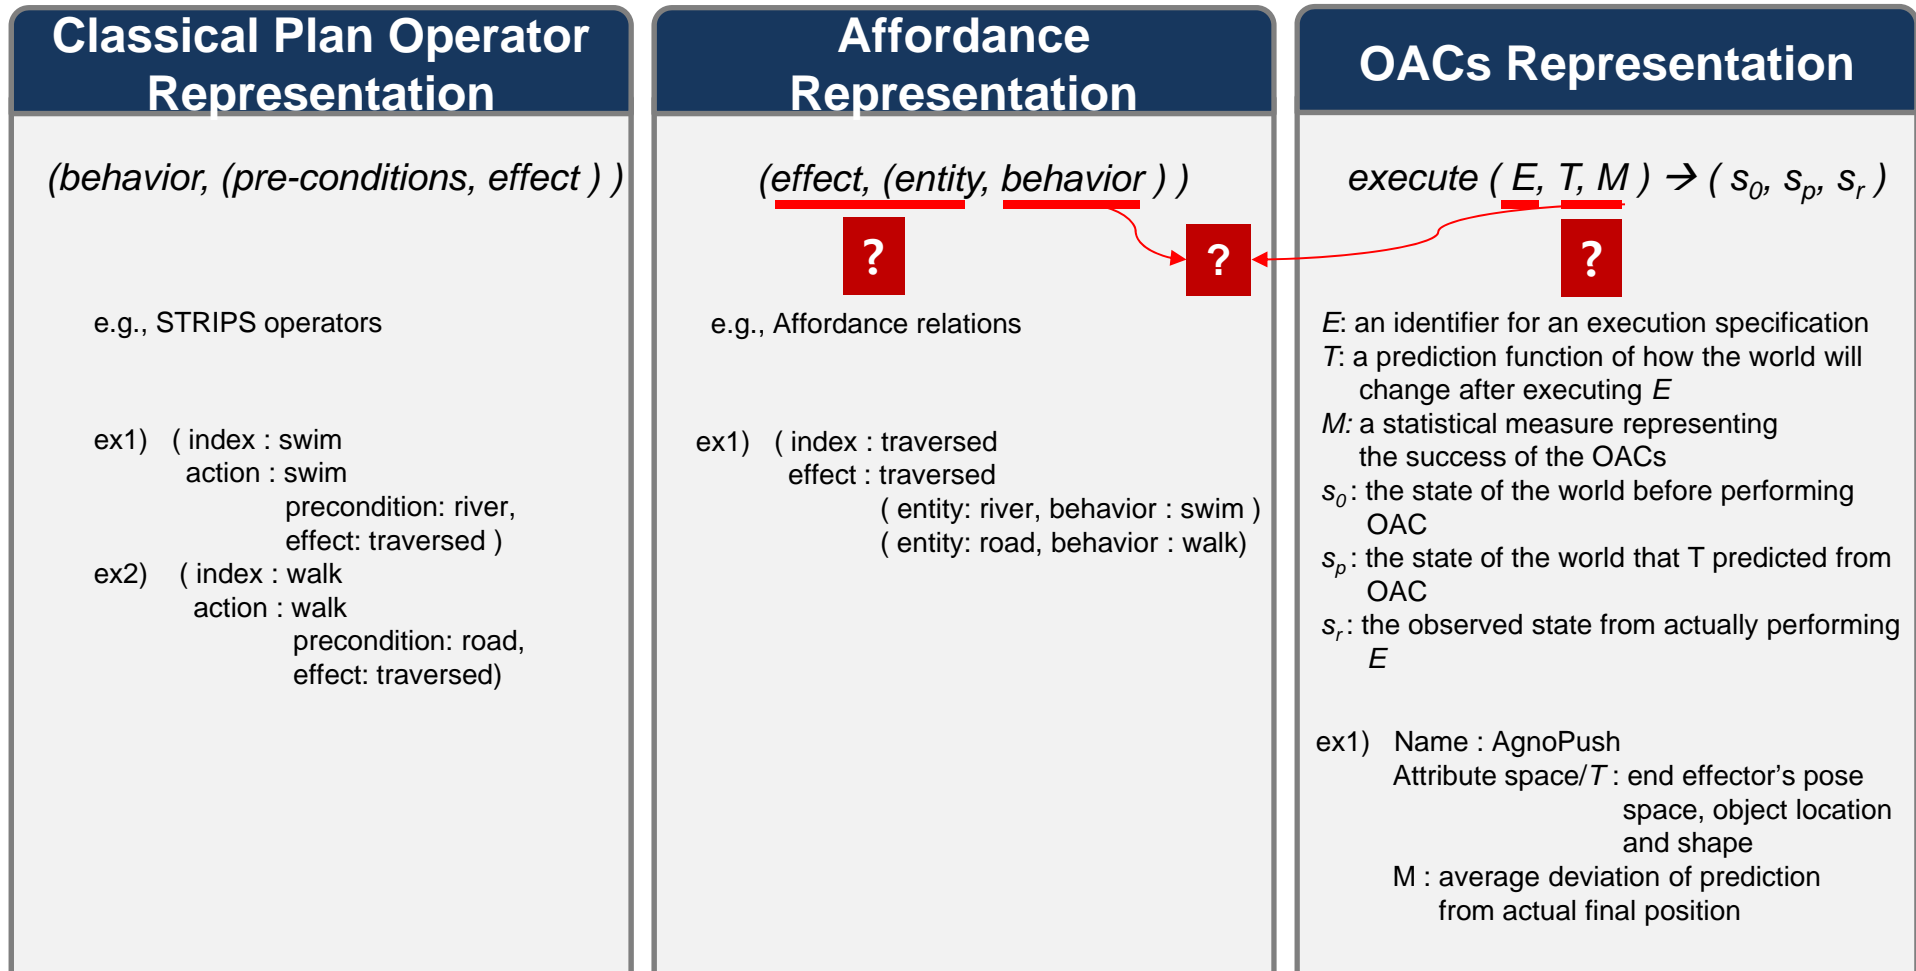 Classical Plan Operator
Representation
(behavior, (pre-conditions, effect ) )
e.g., STRIPS operators
ex1) ( index : swim
action : swim
precondition: river,
effect: traversed )
ex2) ( index : walk
action : walk
precondition: road,
effect: traversed)
Affordance
Representation
(effect, (entity, behavior ) )
?
?
e.g., Affordance relations
ex1) ( index : traversed
effect : traversed
( entity: river, behavior : swim )
( entity: road, behavior : walk)
OACs Representation
execute ( E, T, M ) → ( s0, sp, sr )
?
E: an identifier for an execution specification
T: a prediction function of how the world will
change after executing E
M: a statistical measure representing
the success of the OACs
s0 : the state of the world before performing
OAC
sp : the state of the world that T predicted from
OAC
sr : the observed state from actually performing
E
ex1) Name : AgnoPush
Attribute space/T : end effector’s pose
space, object location
and shape
M : average deviation of prediction
from actual final position